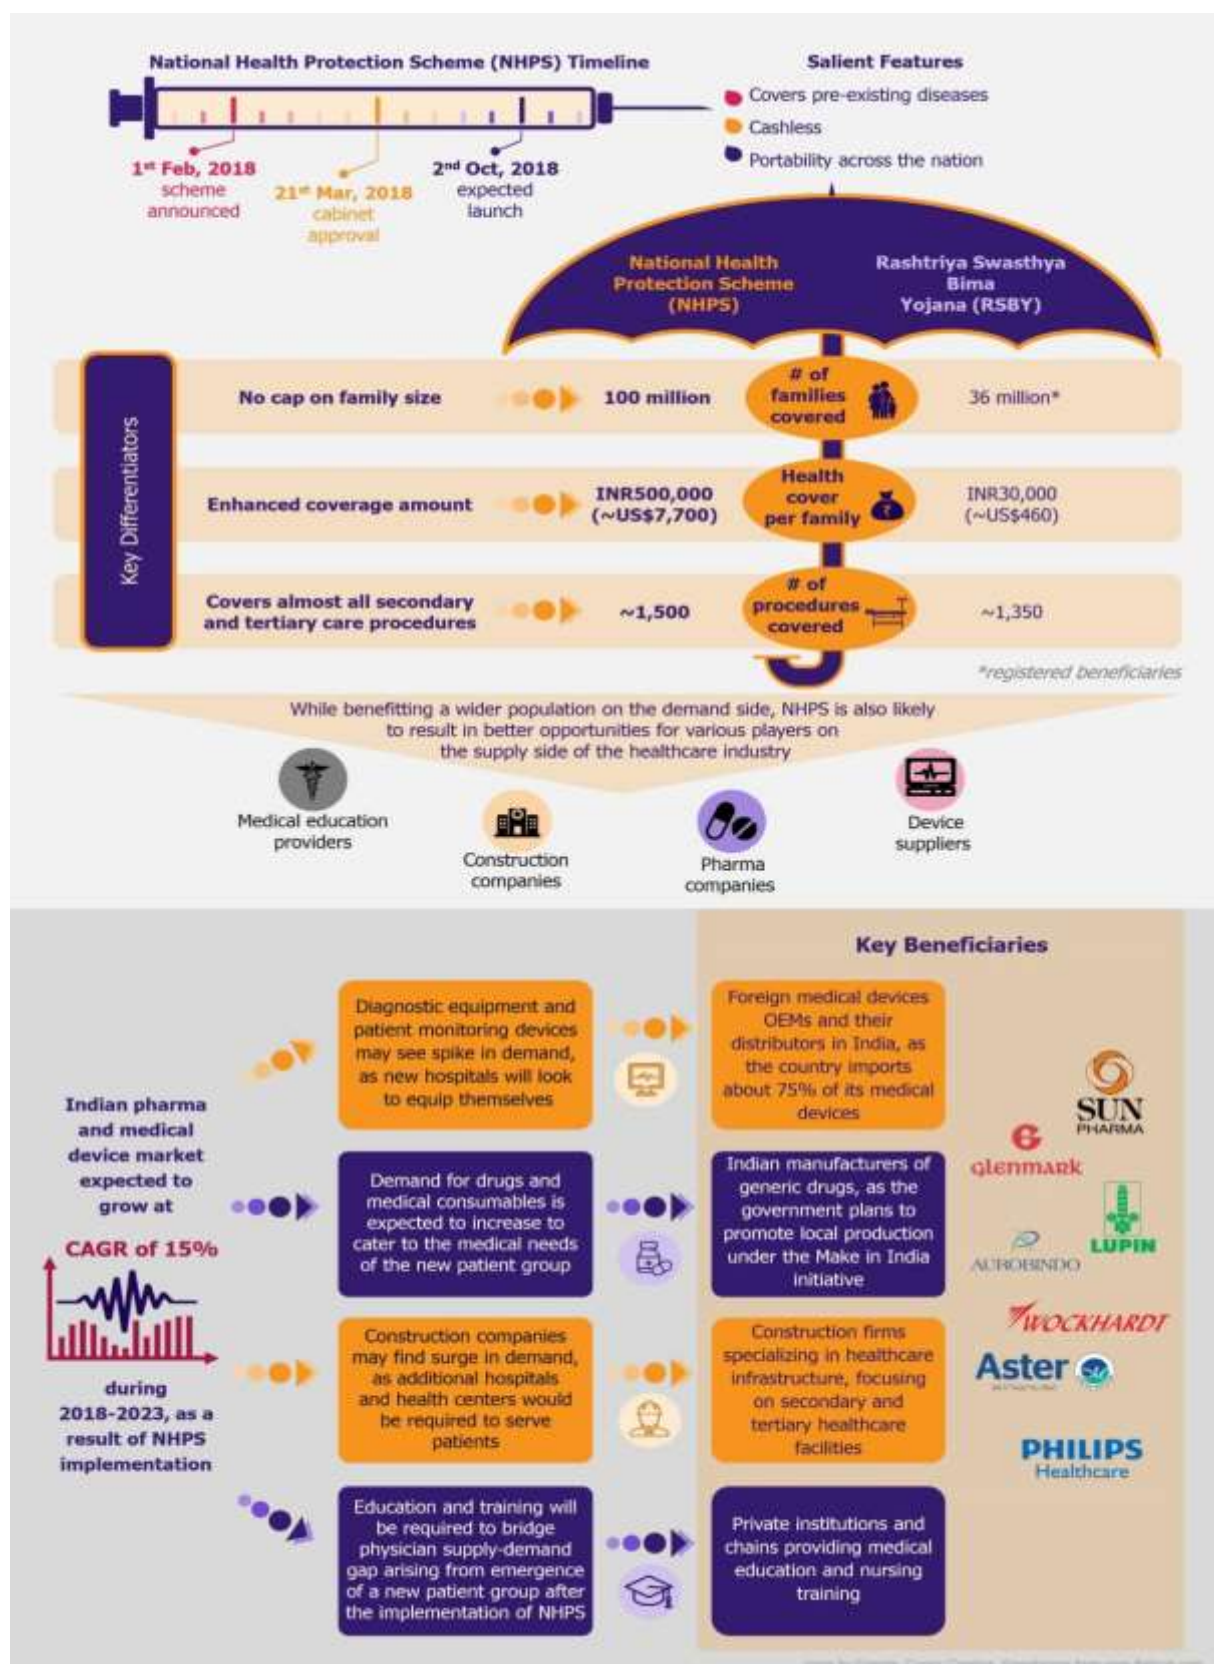 National Health Protection Scheme (NHPS) Timeline
1st Feb, 2018
scheme
announced
21st Mar, 2018
cabinet
approval
2nd Oct, 2018
expected
launch
Salient Features
Covers pre-existing diseases
Cashless
Portability across the nation
National Health
Protection Scheme
(NHPS)
Rashtriya Swasthya
Bima
Yojana (RSBY)
Key Differentiators
No cap on family size
100 million
# of
families
covered
36 million*
Enhanced coverage amount
INR500,000
(~US$7,700)
Health
cover
per family
INR30,000
(~US$460)
Covers almost all secondary
and tertiary care procedures
~1,500
# of
procedures
covered
~1,350
*registered beneficiaries
While benefitting a wider population on the demand side, NHPS is also likely
to result in better opportunities for various players on
the supply side of the healthcare industry
Medical education
providers
Construction
companies
Pharma
companies
Device
suppliers
Key Beneficiaries
Indian pharma
and medical
device market
expected to
grow at
CAGR of 15%
during
2018-2023, as a
result of NHPS
implementation
Diagnostic equipment and
patient monitoring devices
may see spike in demand,
as new hospitals will look
to equip themselves
Foreign medical devices
OEMs and their
distributors in India, as
the country imports
about 75% of its medical
devices
Demand for drugs and
medical consumables is
expected to increase to
cater to the medical needs
of the new patient group
Indian manufacturers of
generic drugs, as the
government plans to
promote local production
under the Make in India
initiative
Construction companies
may find surge in demand,
as additional hospitals
and health centers would
be required to serve
patients
Construction firms
specializing in healthcare
infrastructure, focusing
on secondary and
tertiary healthcare
facilities
Education and training will
be required to bridge
physician supply-demand
gap arising from emergence
of a new patient group after
the implementation of NHPS
Private institutions and
chains providing medical
education and nursing
training
SUN
PHARMA
glenmark
LUPIN
AUROBINDO
WOCKHARDT
Aster
PHILIPS
Healthcare